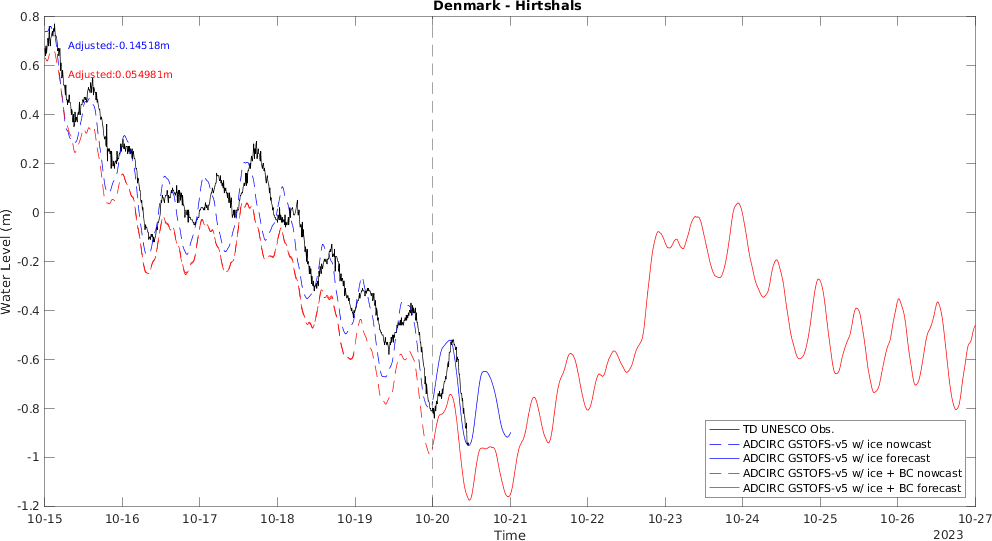 Denmark - Hirtshals
Adjusted:-0.14518m
Adjusted:0.054981m
Water Level (m)
0.8
0.6
0.4
0.2
0
-0.2
-0.4
-0.6
-0.8
-1
-1.2
TD UNESCO Obs.
ADCIRC GSTOFS-v5 w/ ice nowcast
ADCIRC GSTOFS-v5 w/ ice forecast
ADCIRC GSTOFS-v5 w/ ice + BC nowcast
ADCIRC GSTOFS-v5 w/ ice + BC forecast
10-15 10-16 10-17 10-18 10-19 10-20 10-21 10-22 10-23 10-24 10-25 10-26 10-27
Time
2023